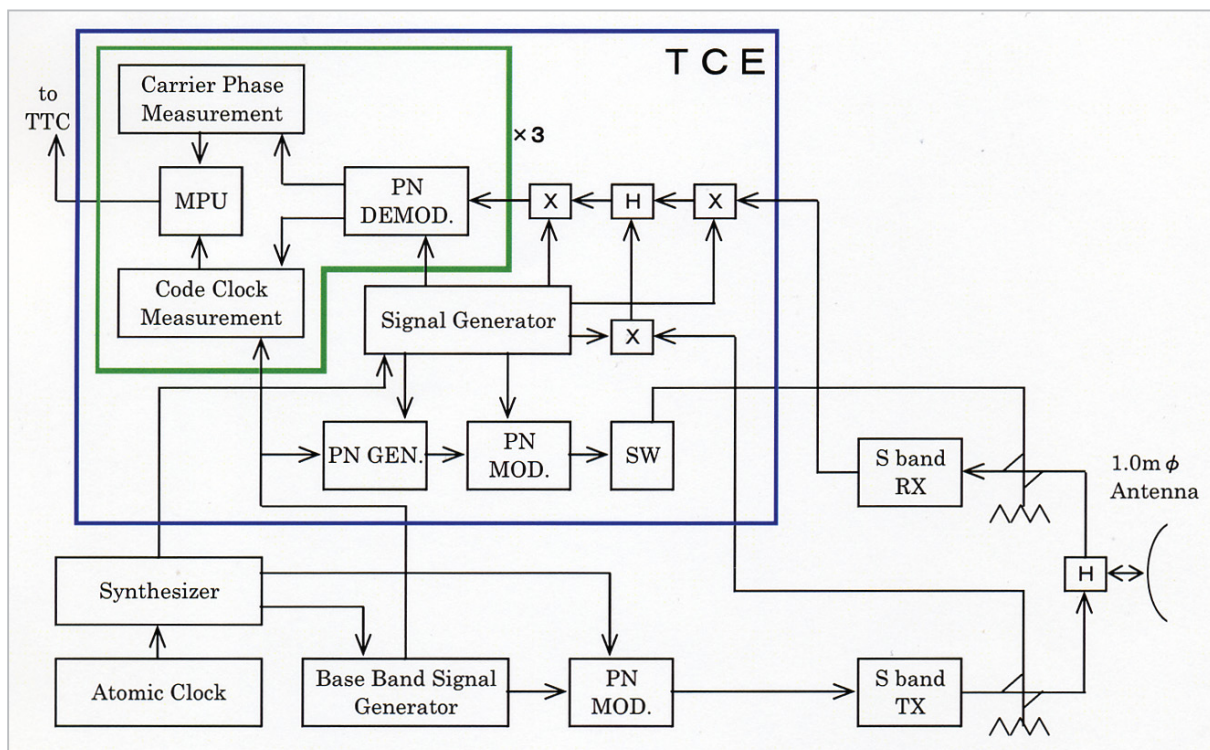 TCE
Carrier Phase
Measurement
to
TTC
×3
MPU
PN
DEMOD.
X
H
X
Code Clock
Measurement
Signal Generator
X
PN GEN.
PN
MOD.
SW
S band
RX
1.0mφ
Antenna
H
Synthesizer
Atomic Clock
Base Band Signal
Generator
PN
MOD.
S band
TX